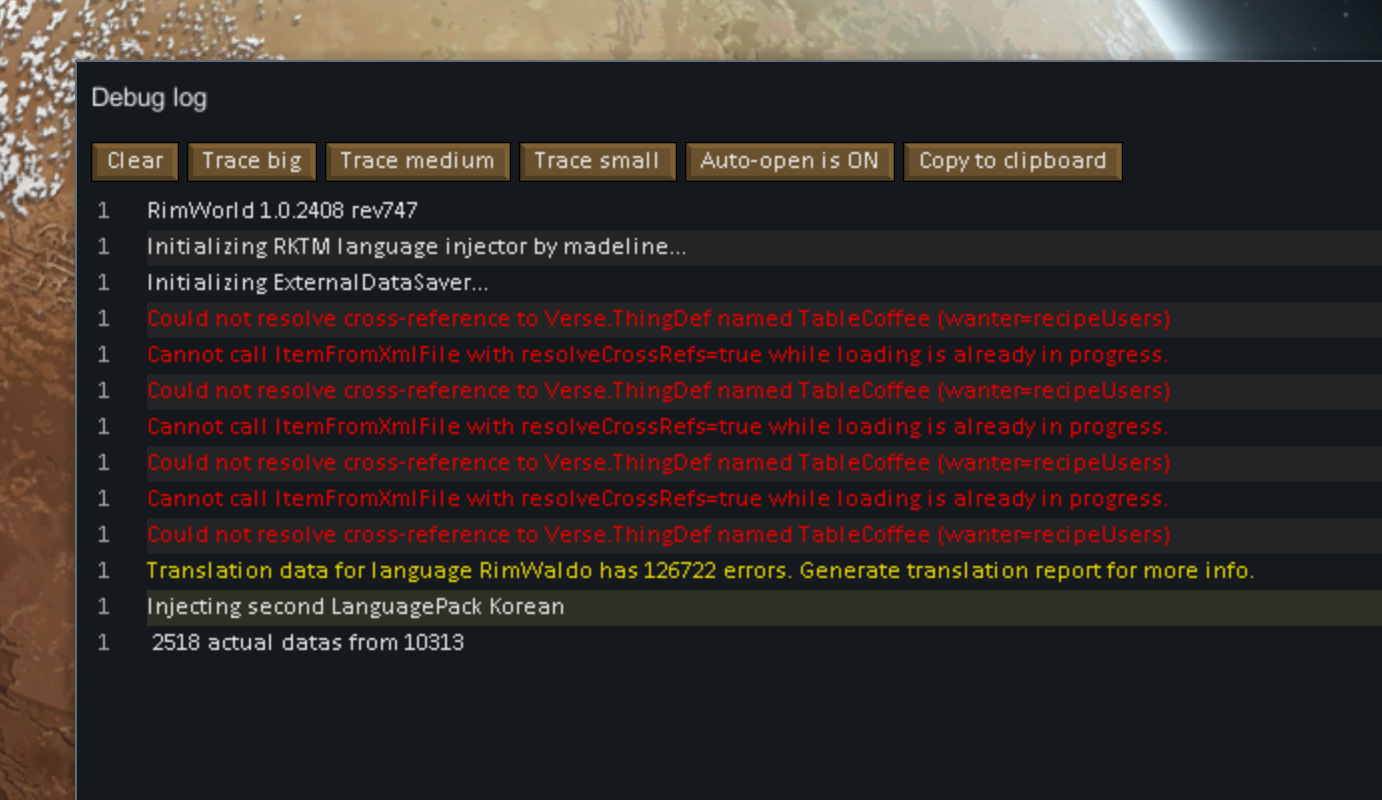 Debug log
Clear Trace big Trace medium Trace small Auto-open is ON Copy to clipboard
1 RimWorld 1.0.2408 rev747
1 Initializing RKTM language injector by madeline...
1 Initializing ExternalDataSaver...
1 Could not resolve cross-reference to Verse.ThingDef named TableCoffee (wanter=recipeUsers)
1 Cannot call ItemFromXmlFile with resolveCrossRefs=true while loading is already in progress.
1 Could not resolve cross-reference to Verse.ThingDef named TableCoffee (wanter=recipeUsers)
1 Cannot call ItemFromXmlFile with resolveCrossRefs=true while loading is already in progress.
1 Could not resolve cross-reference to Verse.ThingDef named TableCoffee (wanter=recipeUsers)
1 Cannot call ItemFromXmlFile with resolveCrossRefs=true while loading is already in progress.
1 Could not resolve cross-reference to Verse.ThingDef named TableCoffee (wanter=recipeUsers)
1 Translation data for language RimWaldo has 126722 errors. Generate translation report for more info.
1 Injecting second LanguagePack Korean
1 2518 actual datas from 10313